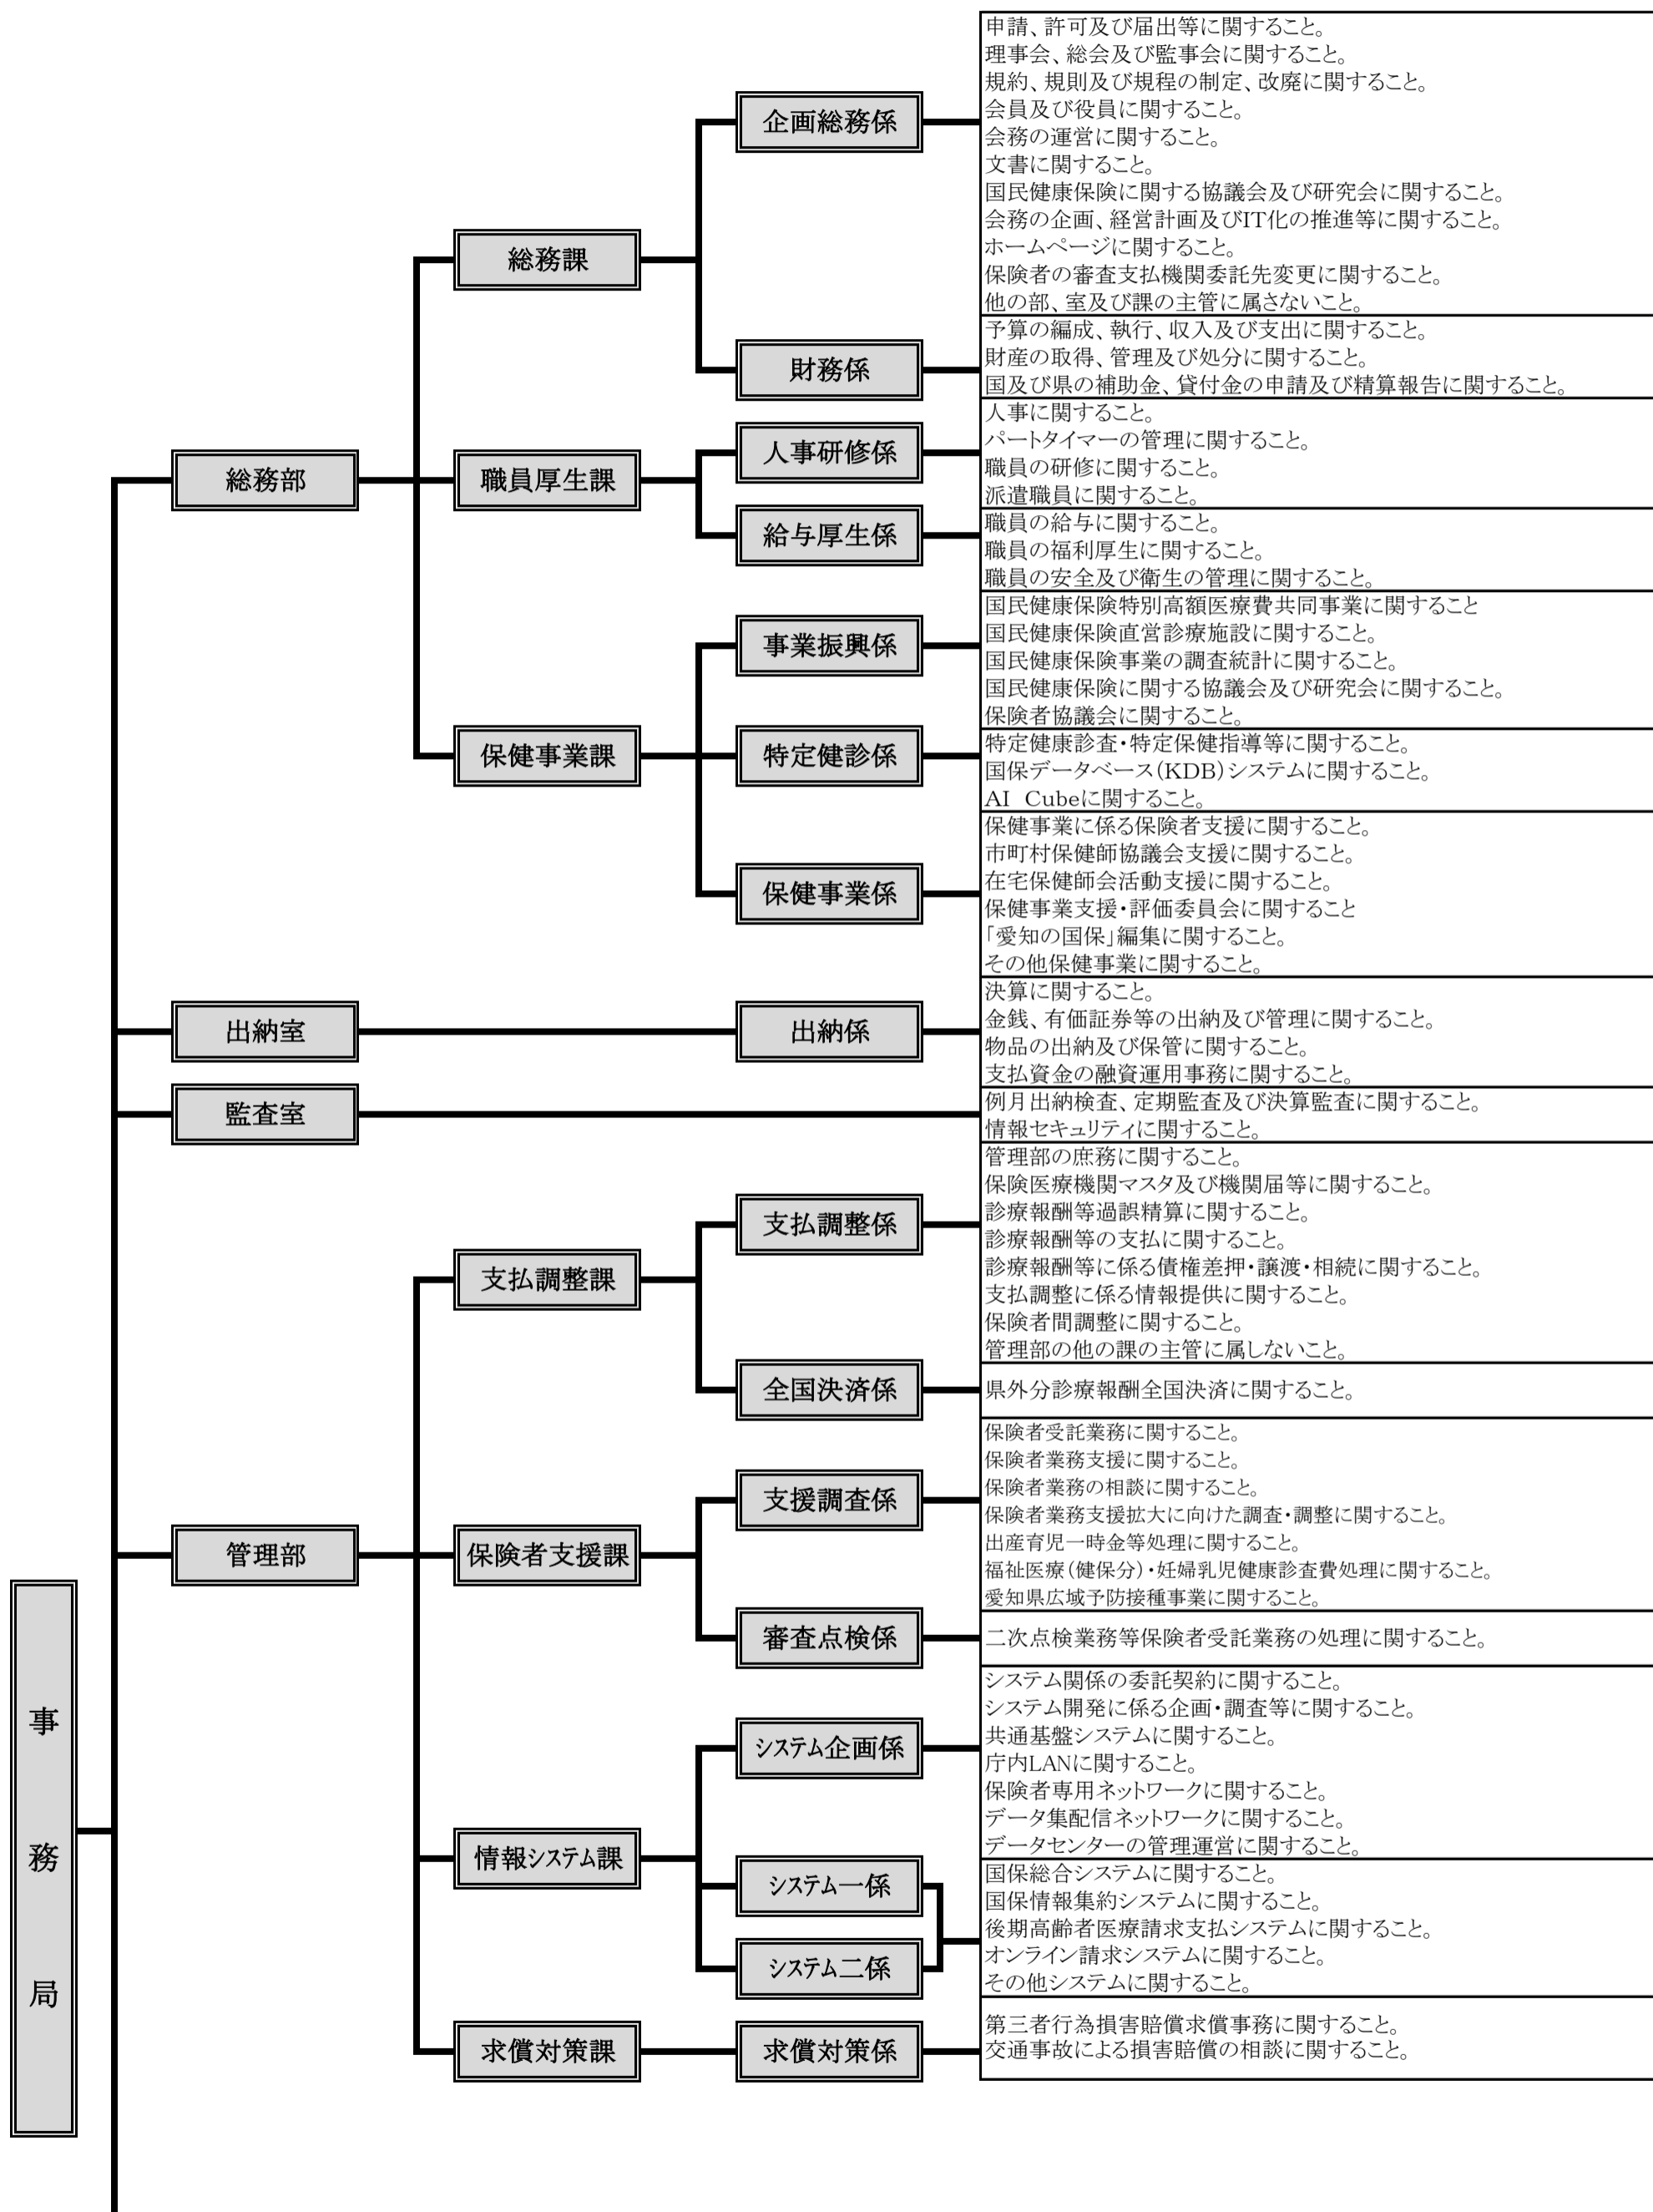 事務局
総務部
総務課
企画総務係
申請、許可及び届出等に関すること。
理事会、総会及び監事会に関すること。
規約、規則及び規程の制定、改廃に関すること。
会員及び役員に関すること。
会務の運営に関すること。
文書に関すること。
国民健康保険に関する協議会及び研究会に関すること。
会務の企画、経営計画及びIT化の推進等に関すること。
ホームページに関すること。
保険者の審査支払機関委託先変更に関すること。
他の部、室及び課の主管に属さないこと。
財務係
予算の編成、執行、収入及び支出に関すること。
財産の取得、管理及び処分に関すること。
国及び県の補助金、貸付金の申請及び精算報告に関すること。
職員厚生課
人事研修係
人事に関すること。
パートタイマーの管理に関すること。
職員の研修に関すること。
派遣職員に関すること。
給与厚生係
職員の給与に関すること。
職員の福利厚生に関すること。
職員の安全及び衛生の管理に関すること。
保健事業課
事業振興係
国民健康保険特別高額医療費共同事業に関すること
国民健康保険直営診療施設に関すること。
国民健康保険事業の調査統計に関すること。
国民健康保険に関する協議会及び研究会に関すること。
保険者協議会に関すること。
特定健診係
特定健康診査・特定保健指導等に関すること。
国保データベース(KDB)システムに関すること。
AI Cubeに関すること。
保健事業係
保健事業に係る保険者支援に関すること。
市町村保健師協議会支援に関すること。
在宅保健師会活動支援に関すること。
保健事業支援・評価委員会に関すること
「愛知の国保」編集に関すること。
その他保健事業に関すること。
出納室
出納係
決算に関すること。
金銭、有価証券等の出納及び管理に関すること。
物品の出納及び保管に関すること。
支払資金の融資運用事務に関すること。
監査室
例月出納検査、定期監査及び決算監査に関すること。
情報セキュリティに関すること。
管理部
支払調整課
支払調整係
管理部の庶務に関すること。
保険医療機関マスタ及び機関届等に関すること。
診療報酬等過誤精算に関すること。
診療報酬等の支払に関すること。
診療報酬等に係る債権差押・譲渡・相続に関すること。
支払調整に係る情報提供に関すること。
保険者間調整に関すること。
管理部の他の課の主管に属しないこと。
全国決済係
県外分診療報酬全国決済に関すること。
保険者支援課
支援調査係
保険者受託業務に関すること。
保険者業務支援に関すること。
保険者業務の相談に関すること。
保険者業務支援拡大に向けた調査・調整に関すること。
出産育児一時金等処理に関すること。
福祉医療(健保分)・妊婦乳児健康診査費処理に関すること。
愛知県広域予防接種事業に関すること。
審査点検係
二次点検業務等保険者受託業務の処理に関すること。
情報システム課
システム企画係
システム関係の委託契約に関すること。
システム開発に係る企画・調査等に関すること。
共通基盤システムに関すること。
庁内LANに関すること。
保険者専用ネットワークに関すること。
データ集配信ネットワークに関すること。
データセンターの管理運営に関すること。
システム一係
システム二係
国保総合システムに関すること。
国保情報集約システムに関すること。
後期高齢者医療請求支払システムに関すること。
オンライン請求システムに関すること。
その他システムに関すること。
求償対策課
求償対策係
第三者行為損害賠償求償事務に関すること。
交通事故による損害賠償の相談に関すること。